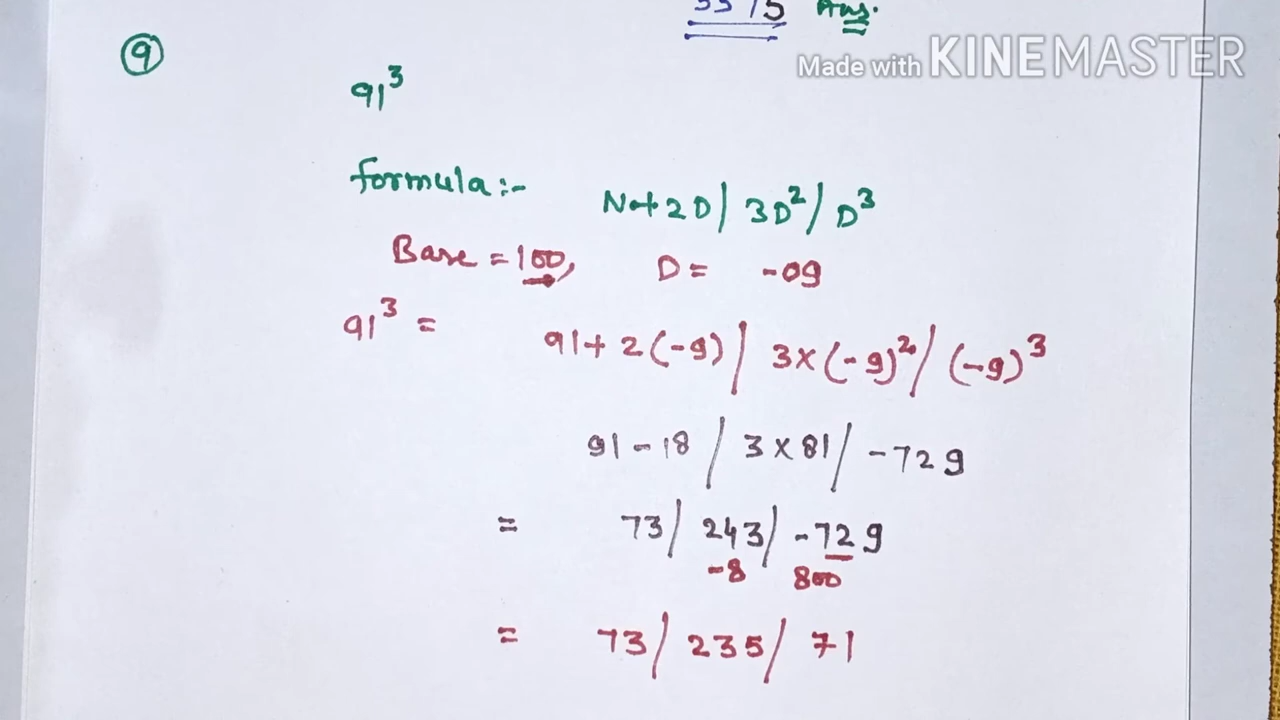 Ans.
Made with KINEMASTER
9
91³
formula:- N+2D/ 3D²/ D³
Base = 100, D = -09
91³ = 91+2(-9)/ 3×(-9)²/ (-9)³
91-18/ 3×81/ -729
= 73/ 243/ -729
-8 800
= 73/ 235/ 71